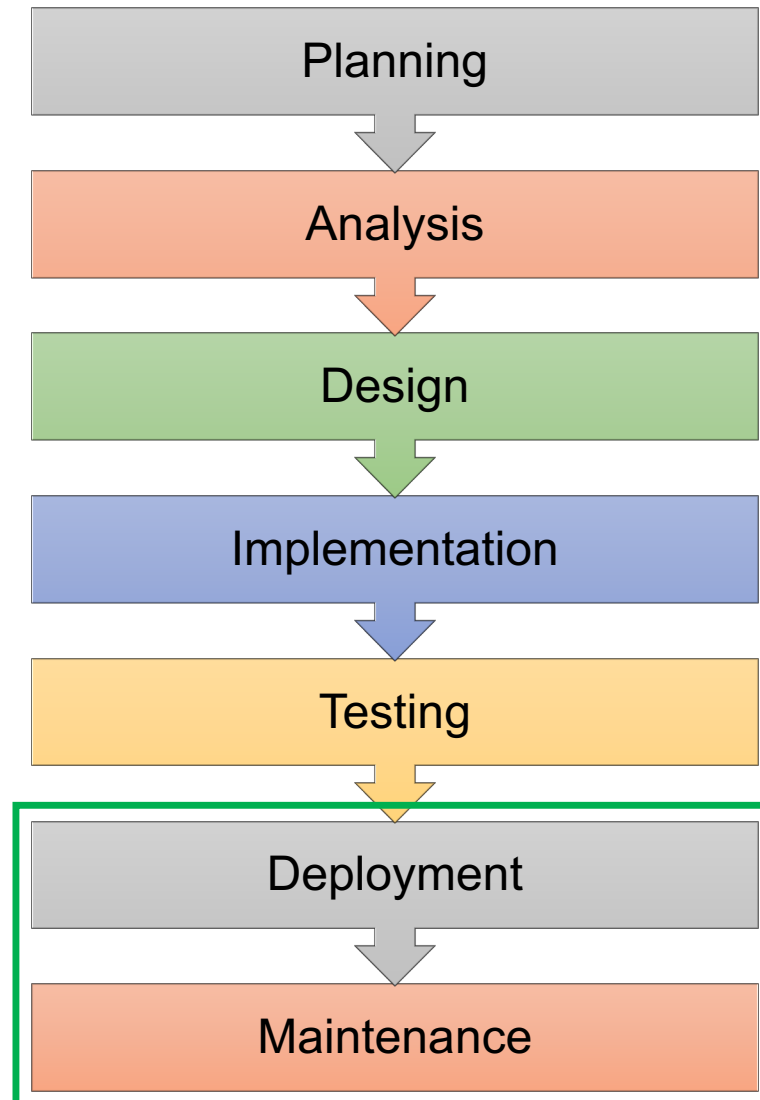 Planning
Analysis
Design
Implementation
Testing
Deployment
Maintenance